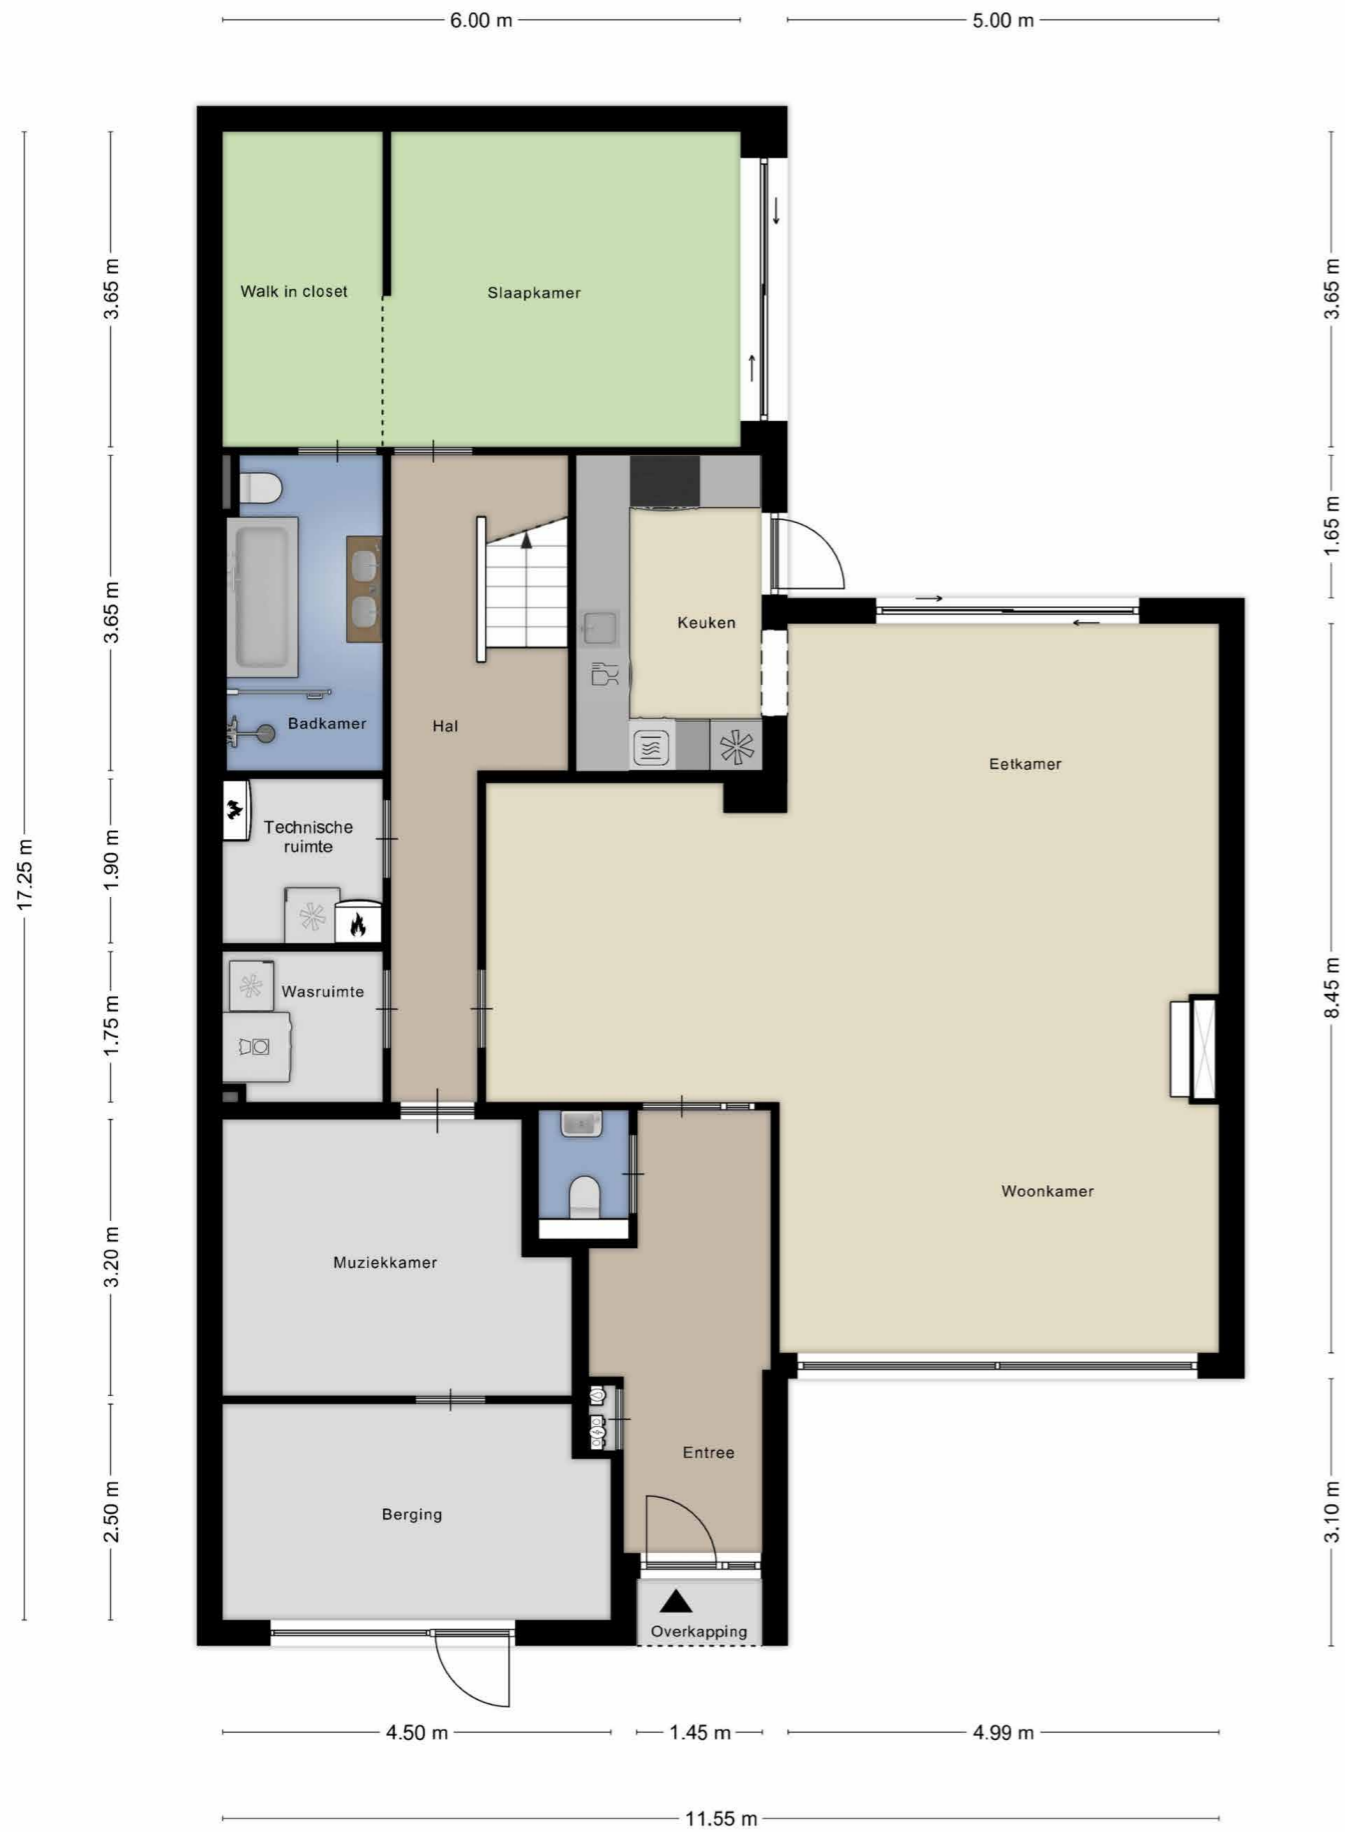 6.00 m
5.00 m
3.65 m
3.65 m
Walk in closet
Slaapkamer
1.65 m
3.65 m
Keuken
Badkamer
Hal
Eetkamer
17.25 m
1.90 m
Technische
ruimte
8.45 m
1.75 m
Wasruimte
Woonkamer
3.20 m
Muziekkamer
Entree
2.50 m
Berging
3.10 m
Overkapping
4.50 m
1.45 m
4.99 m
11.55 m